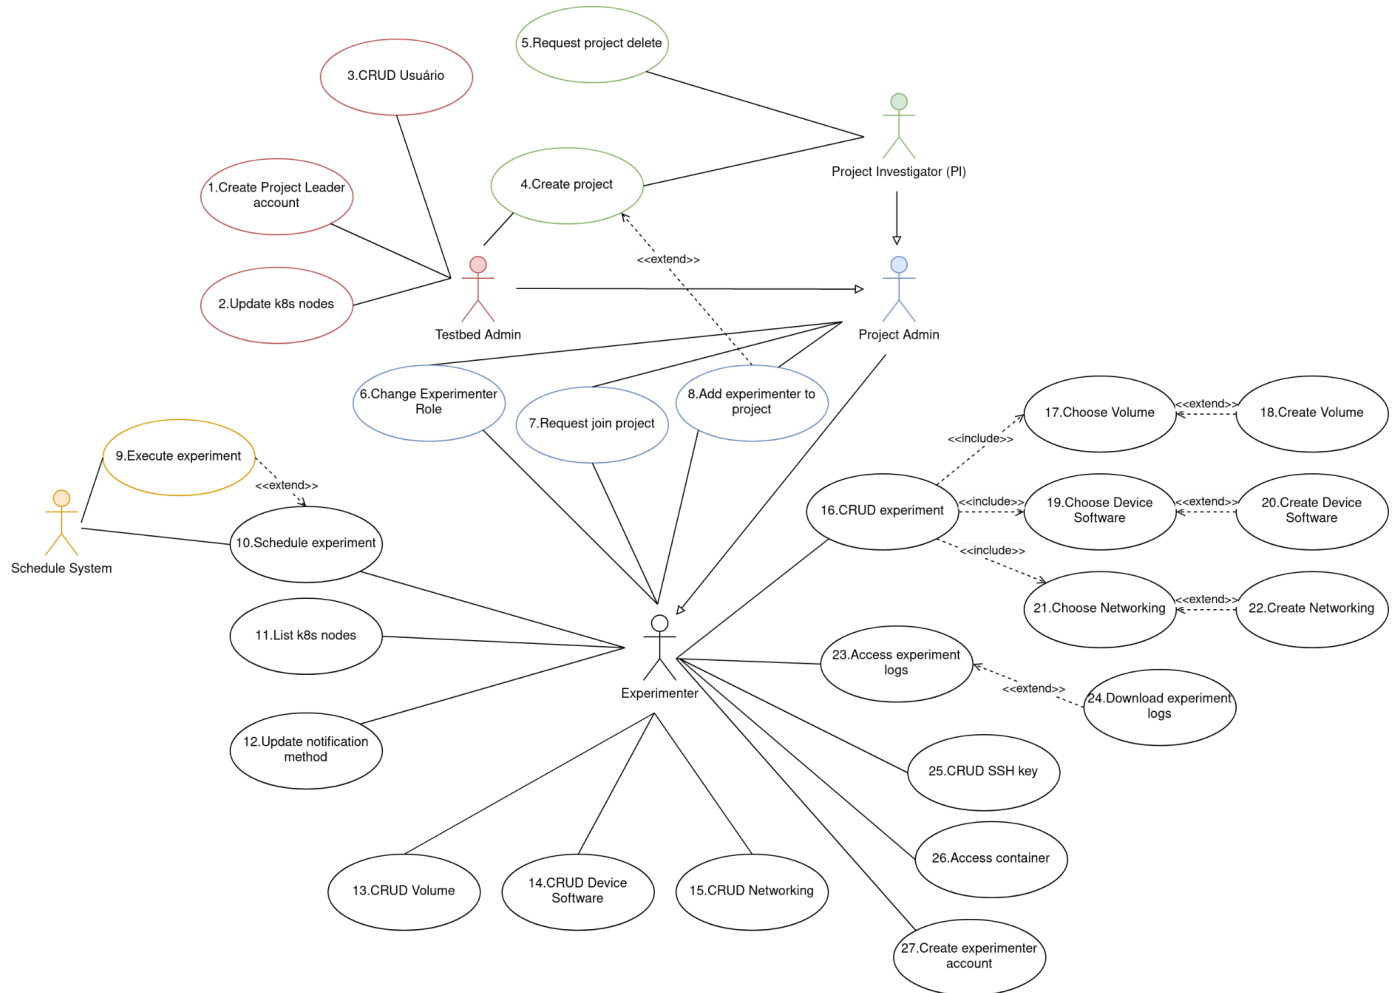 5.Request project delete
3.CRUD Usuário
Project Investigator (PI)
4.Create project
1.Create Project Leader
account
<<extend>>
2.Update k8s nodes
Testbed Admin
Project Admin
6.Change Experimenter
Role
7.Request join project
8.Add experimenter to
project
17.Choose Volume
<<extend>>
18.Create Volume
<<include>>
9.Execute experiment
<<extend>>
16.CRUD experiment
<<include>>
19.Choose Device
Software
<<extend>>
20.Create Device
Software
10.Schedule experiment
Schedule System
<<include>>
21.Choose Networking
<<extend>>
22.Create Networking
11.List k8s nodes
Experimenter
23.Access experiment
logs
<<extend>>
24.Download experiment
logs
12.Update notification
method
25.CRUD SSH key
26.Access container
13.CRUD Volume
14.CRUD Device
Software
15.CRUD Networking
27.Create experimenter
account